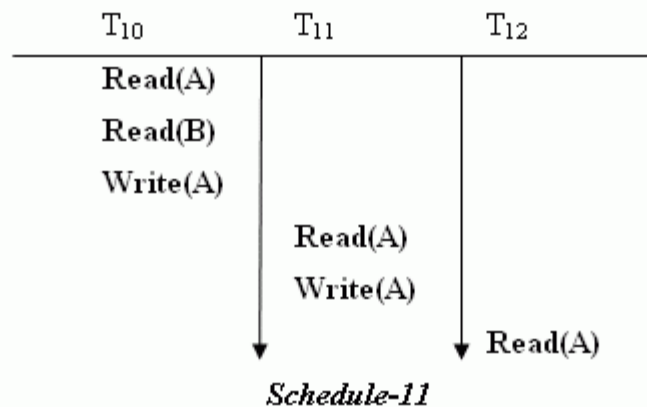 T10 T11 T12
Read(A)
Read(B)
Write(A)
Read(A)
Write(A)
Read(A)
Schedule-11